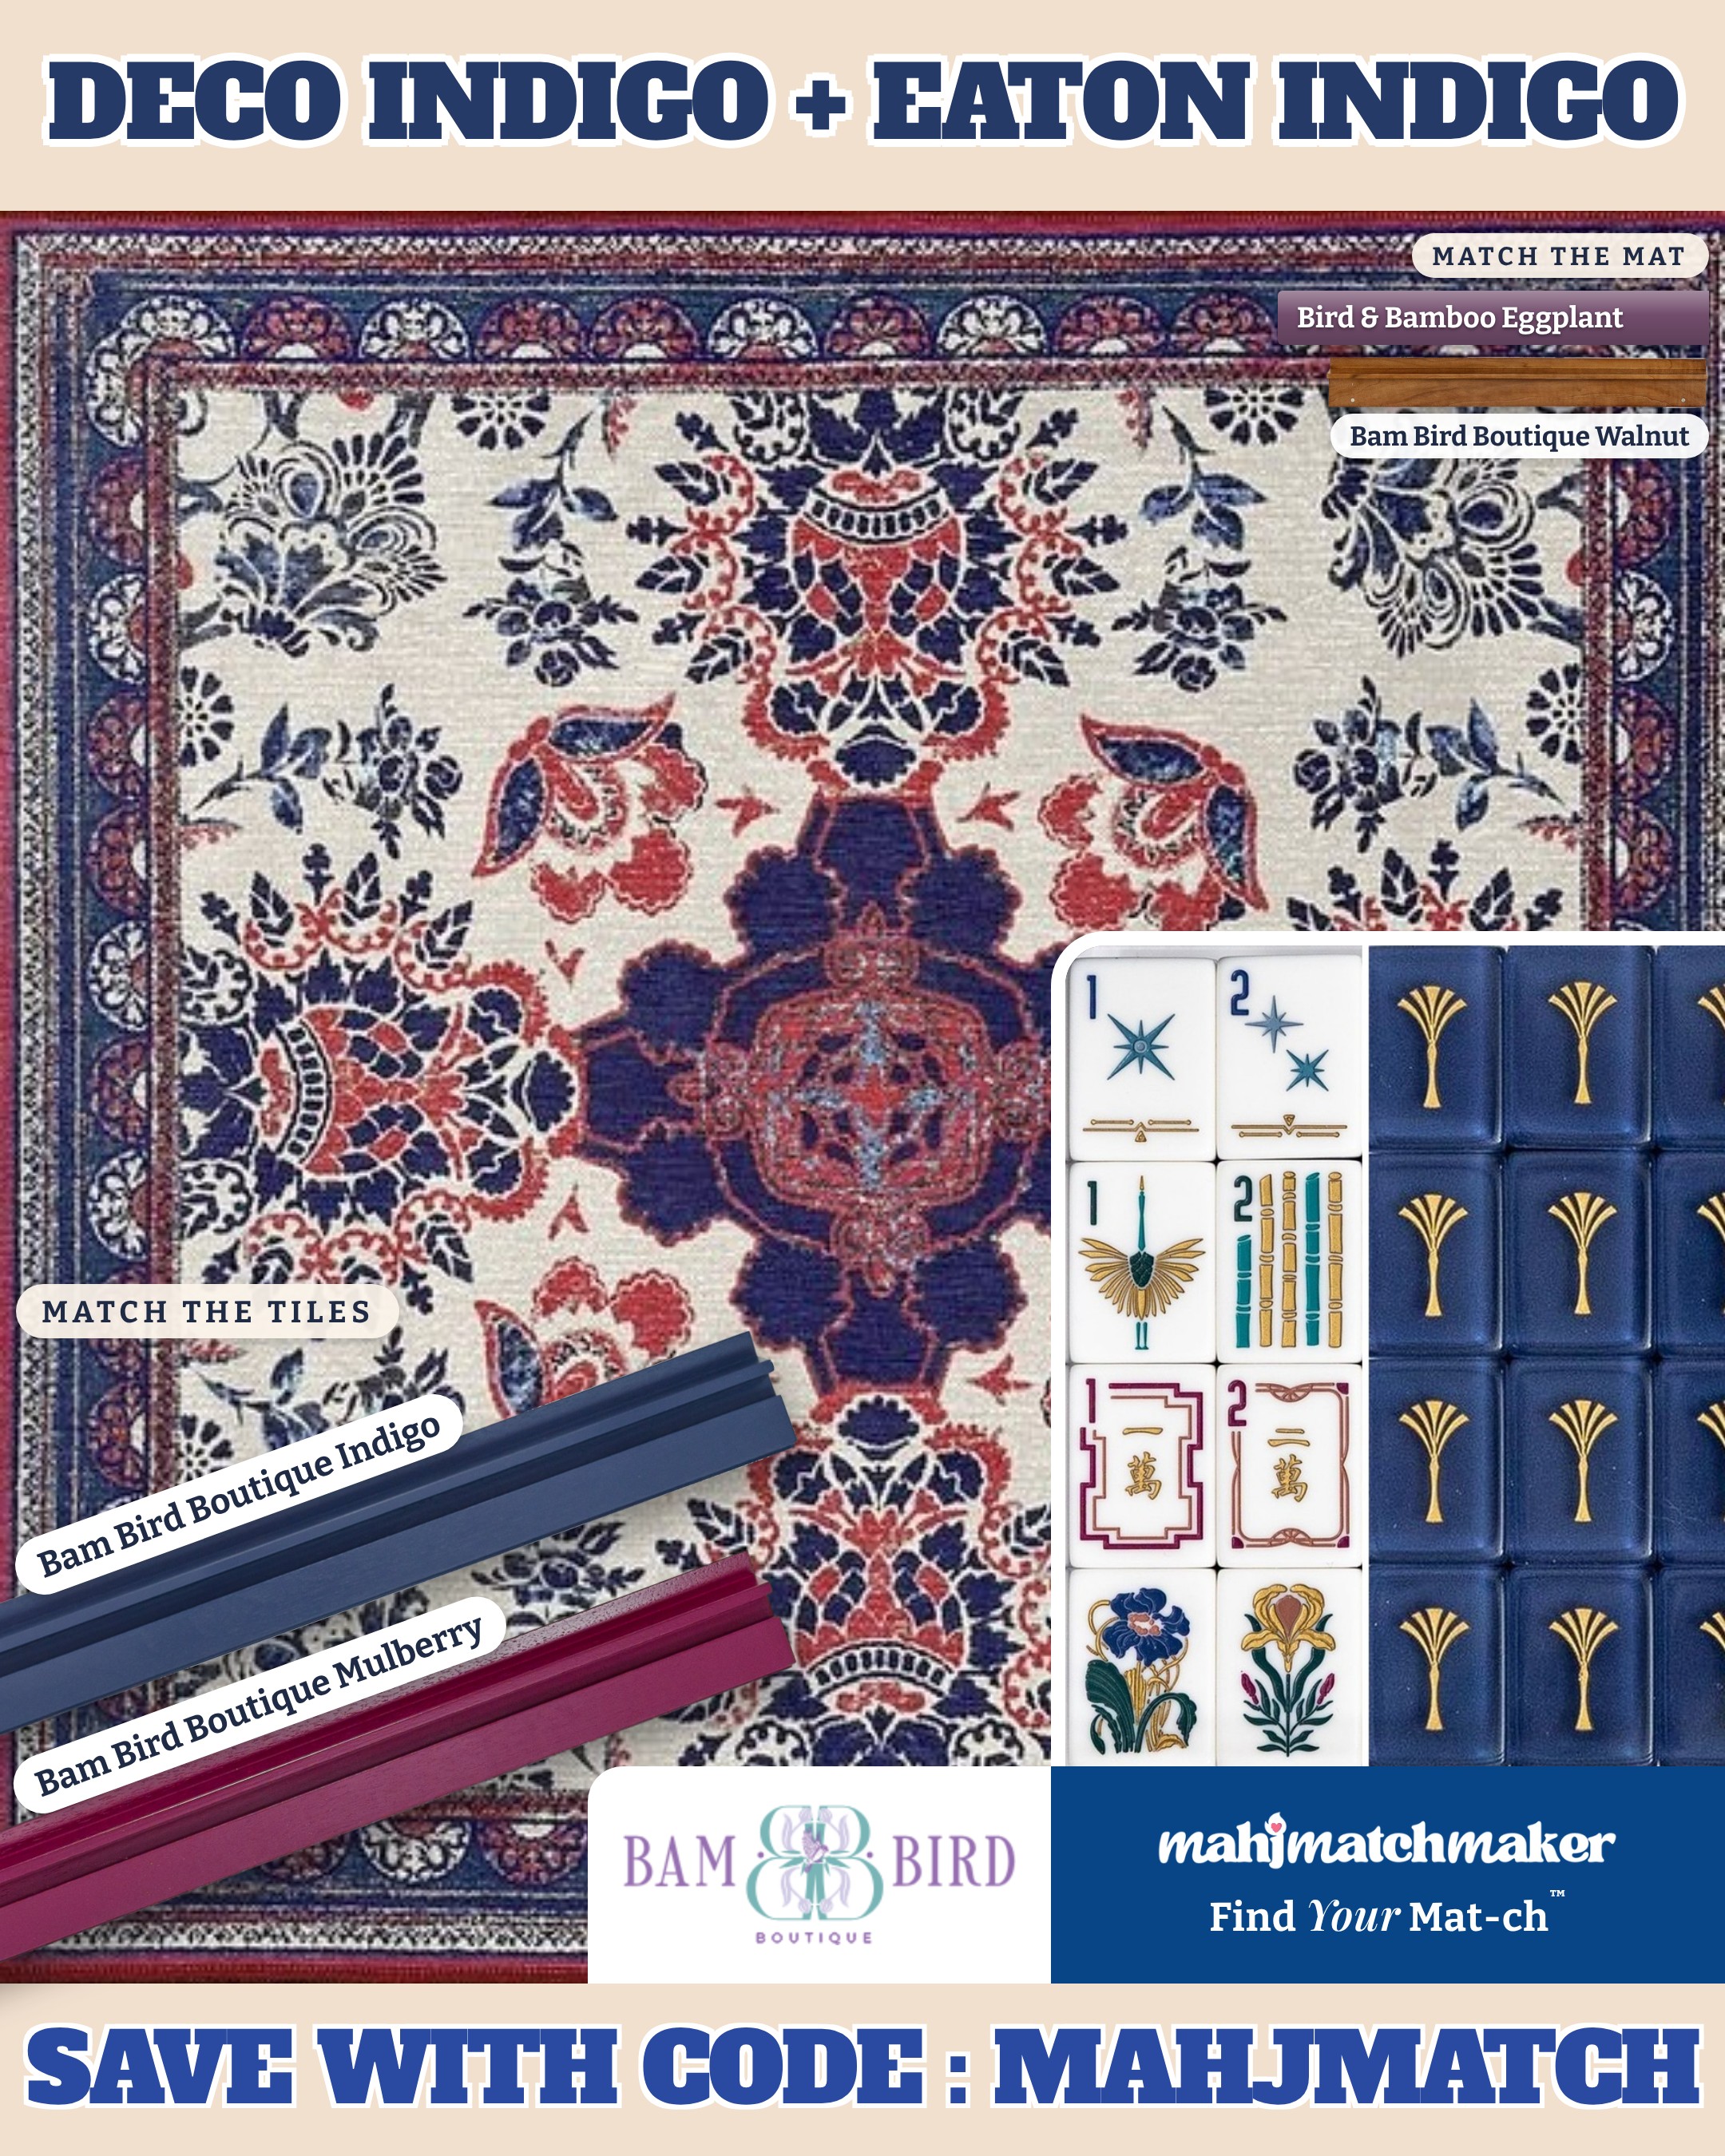 DECO INDIGO + EATON INDIGO
MATCH THE MAT
Bird & Bamboo Eggplant
Bam Bird Boutique Walnut
1
2
1
2
1
2
一
二
萬
萬
MATCH THE TILES
Bam Bird Boutique Indigo
Bam Bird Boutique Mulberry
BAM BIRD
BOUTIQUE
mahjmatchmaker
Find Your Mat-ch™
SAVE WITH CODE : MAHJMATCH